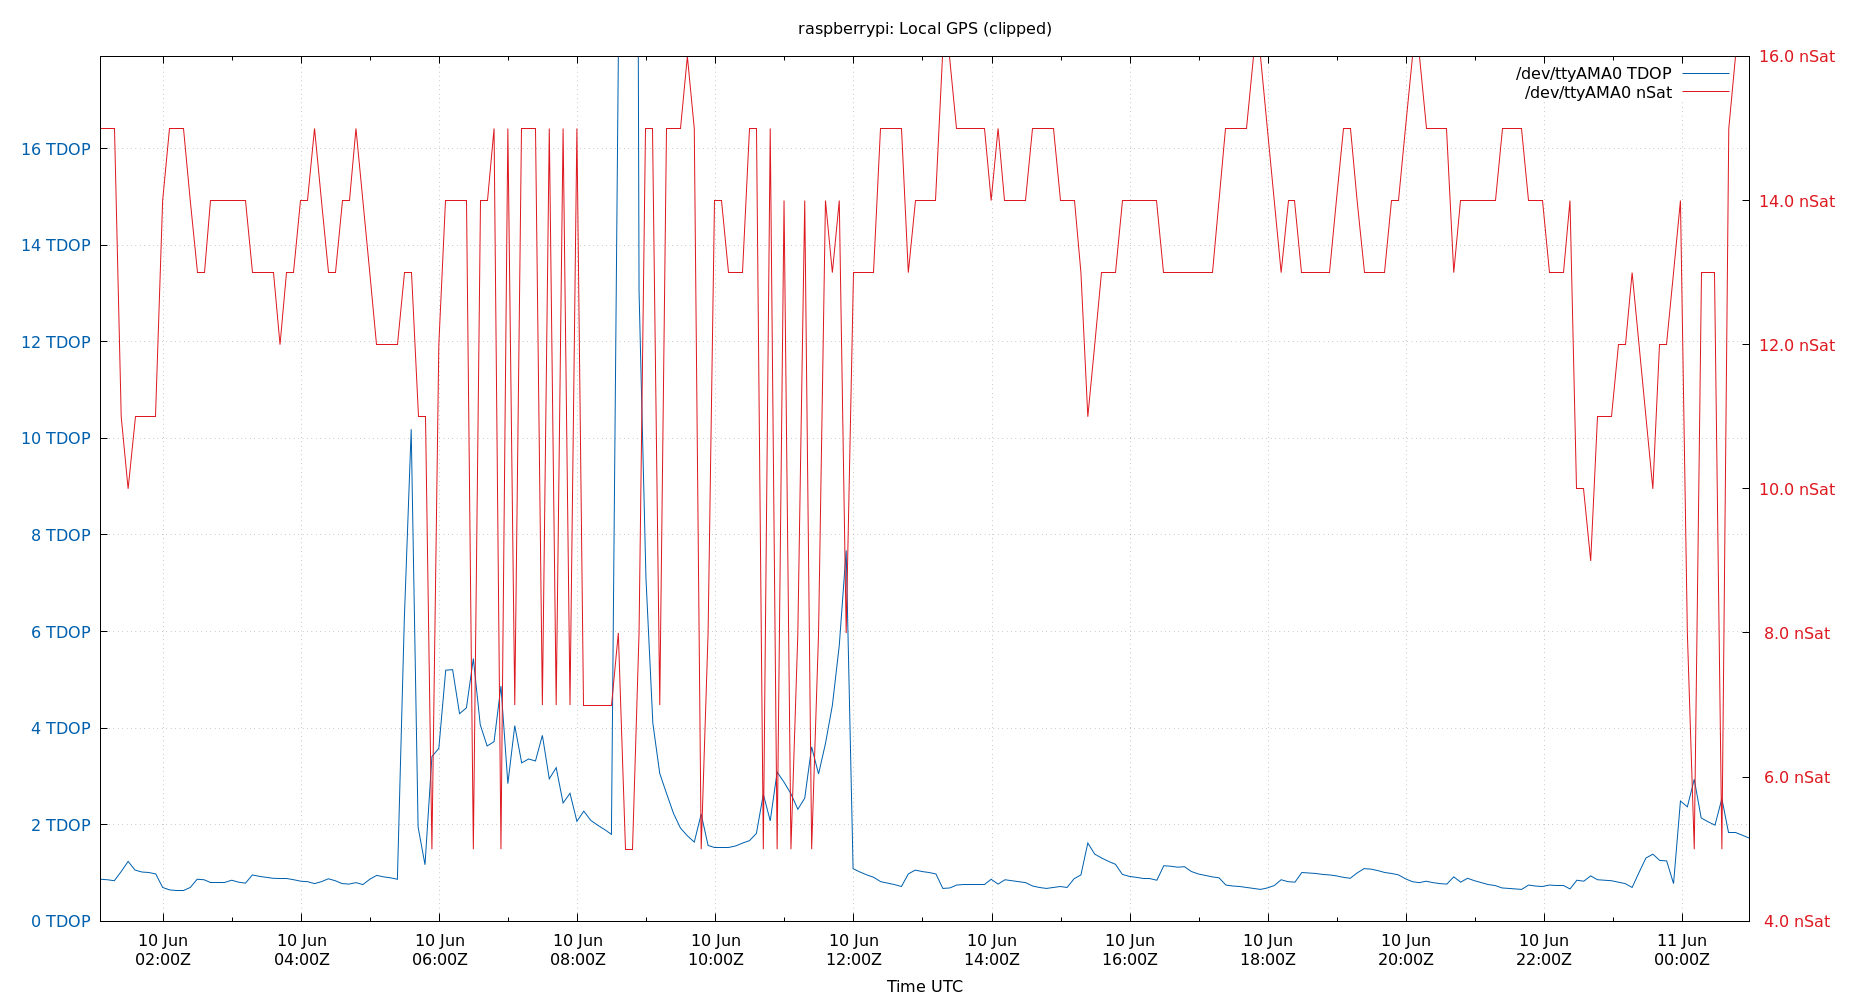 raspberrypi: Local GPS (clipped)
16.0 nSat
/dev/ttyAMA0 TDOP
/dev/ttyAMA0 nSat
16 TDOP
14 TDOP
14.0 nSat
12 TDOP
12.0 nSat
10 TDOP
10.0 nSat
8 TDOP
6 TDOP
8.0 nSat
4 TDOP
6.0 nSat
2 TDOP
0 TDOP
4.0 nSat
10 Jun 10 Jun 10 Jun 10 Jun 10 Jun 10 Jun 10 Jun 10 Jun 10 Jun 10 Jun 10 Jun 11 Jun
02:00Z 04:00Z 06:00Z 08:00Z 10:00Z 12:00Z 14:00Z 16:00Z 18:00Z 20:00Z 22:00Z 00:00Z
Time UTC